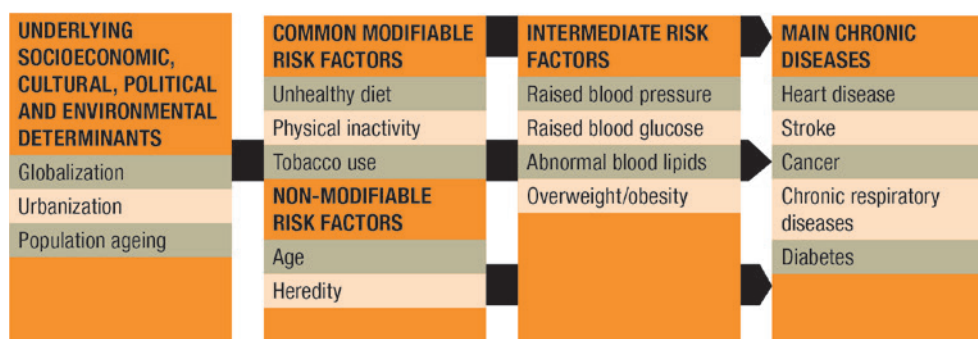 UNDERLYING
SOCIOECONOMIC,
CULTURAL, POLITICAL
AND ENVIRONMENTAL
DETERMINANTS
Globalization
Urbanization
Population ageing
COMMON MODIFIABLE
RISK FACTORS
Unhealthy diet
Physical inactivity
Tobacco use
NON-MODIFIABLE
RISK FACTORS
Age
Heredity
INTERMEDIATE RISK
FACTORS
Raised blood pressure
Raised blood glucose
Abnormal blood lipids
Overweight/obesity
MAIN CHRONIC
DISEASES
Heart disease
Stroke
Cancer
Chronic respiratory
diseases
Diabetes